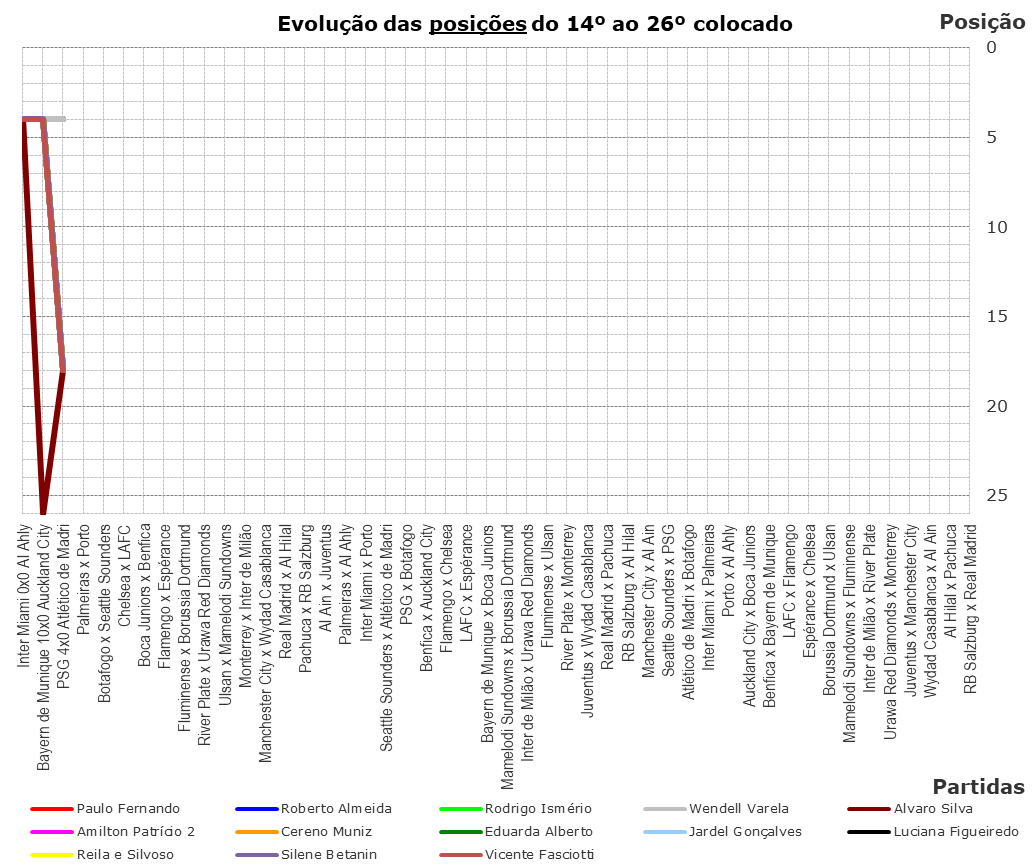 Evolução das posições do 14º ao 26º colocado
Posição
0
5
10
15
20
25
Inter Miami 0x0 Al Ahly
Bayern de Munique 10x0 Auckland City
PSG 4x0 Atlético de Madri
Palmeiras x Porto
Botafogo x Seattle Sounders
Chelsea x LAFC
Boca Juniors x Benfica
Flamengo x Espérance
Fluminense x Borussia Dortmund
River Plate x Urawa Red Diamonds
Ulsan x Mamelodi Sundowns
Monterrey x Inter de Milão
Manchester City x Wydad Casablanca
Real Madrid x Al Hilal
Pachuca x RB Salzburg
Al Ain x Juventus
Palmeiras x Al Ahly
Inter Miami x Porto
Seattle Sounders x Atlético de Madri
PSG x Botafogo
Benfica x Auckland City
Flamengo x Chelsea
LAFC x Espérance
Bayern de Munique x Boca Juniors
Mamelodi Sundowns x Borussia Dortmund
Inter de Milão x Urawa Red Diamonds
Fluminense x Ulsan
River Plate x Monterrey
Juventus x Wydad Casablanca
Real Madrid x Pachuca
RB Salzburg x Al Hilal
Manchester City x Al Ain
Seattle Sounders x PSG
Atlético de Madri x Botafogo
Inter Miami x Palmeiras
Porto x Al Ahly
Auckland City x Boca Juniors
Benfica x Bayern de Munique
LAFC x Flamengo
Espérance x Chelsea
Borussia Dortmund x Ulsan
Mamelodi Sundowns x Fluminense
Inter de Milão x River Plate
Urawa Red Diamonds x Monterrey
Juventus x Manchester City
Wydad Casablanca x Al Ain
Al Hilal x Pachuca
RB Salzburg x Real Madrid
Partidas
Paulo Fernando
Roberto Almeida
Rodrigo Ismério
Wendell Varela
Alvaro Silva
Amilton Patrício 2
Cereno Muniz
Eduarda Alberto
Jardel Gonçalves
Luciana Figueiredo
Reila e Silvoso
Silene Betanin
Vicente Fasciotti